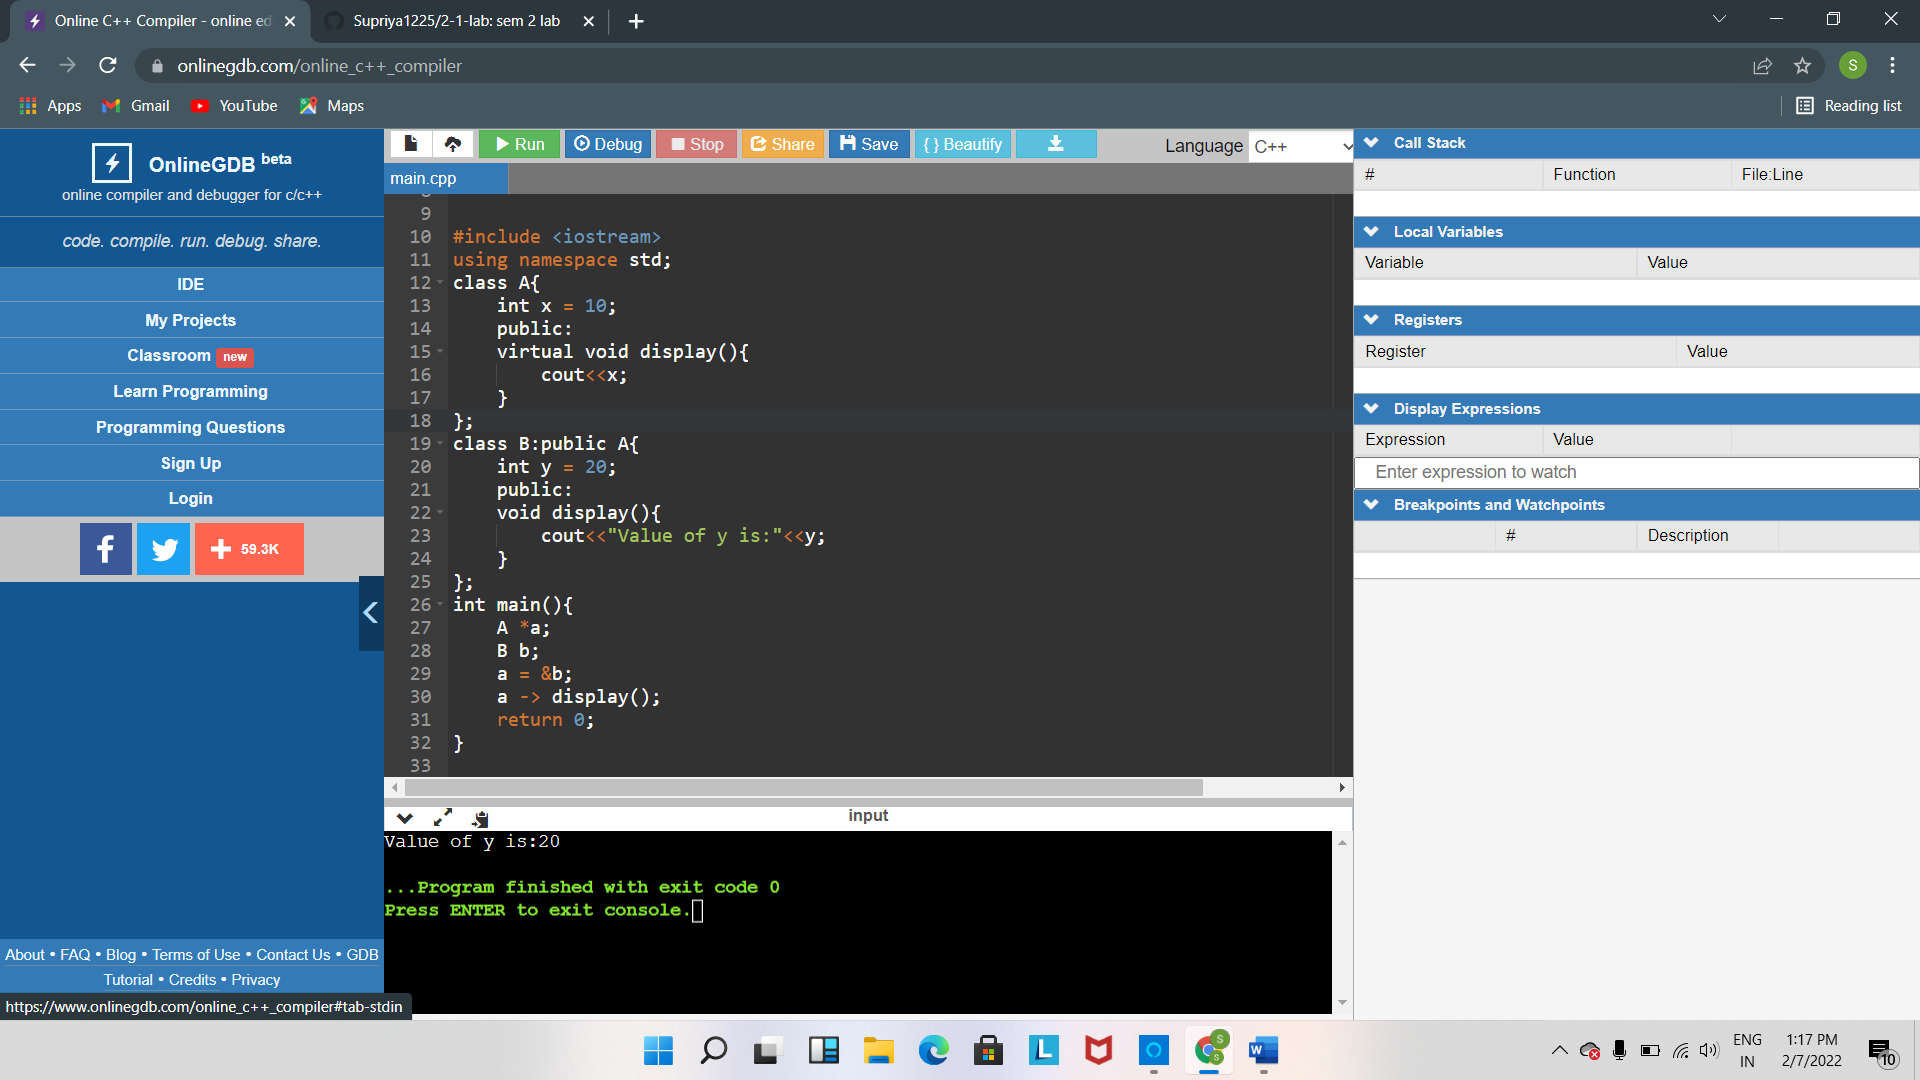 Online C++ Compiler - online ed
Supriya1225/2-1-lab: sem 2 lab
onlinegdb.com/online_c++_compiler
S
Apps
Gmail
YouTube
Maps
Reading list
OnlineGDB beta
online compiler and debugger for c/c++
code. compile. run. debug. share.
IDE
My Projects
Classroom new
Learn Programming
Programming Questions
Sign Up
Login
59.3K
About • FAQ • Blog • Terms of Use • Contact Us • GDB
Tutorial • Credits • Privacy
https://www.onlinegdb.com/online_c++_compiler#tab-stdin
Run
Debug
Stop
Share
Save
{ } Beautify
Language C++
main.cpp
9
10 #include <iostream>
11 using namespace std;
12 class A{
13 int x = 10;
14 public:
15 virtual void display(){
16 cout<<x;
17 }
18 };
19 class B:public A{
20 int y = 20;
21 public:
22 void display(){
23 cout<<"Value of y is:"<<y;
24 }
25 };
26 int main(){
27 A *a;
28 B b;
29 a = &b;
30 a -> display();
31 return 0;
32 }
33
input
Value of y is:20
...Program finished with exit code 0
Press ENTER to exit console.
Call Stack
# Function File:Line
Local Variables
Variable Value
Registers
Register Value
Display Expressions
Expression Value
Enter expression to watch
Breakpoints and Watchpoints
# Description
ENG
IN
1:17 PM
2/7/2022
10